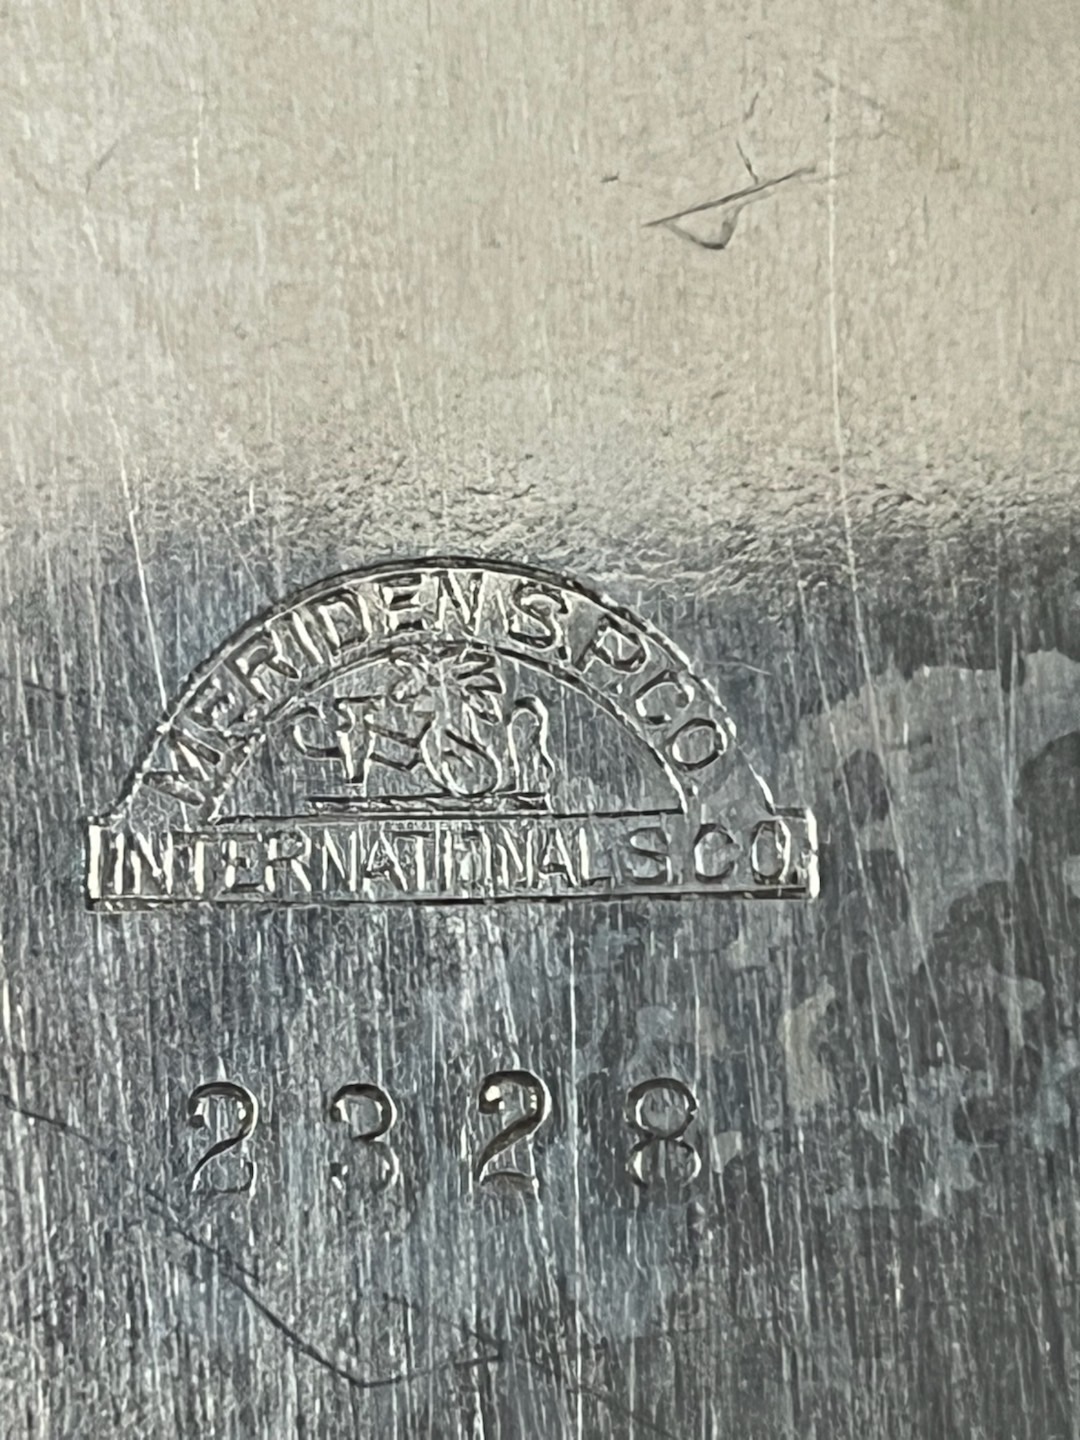 MERIDEN S.P.CO.
INTERNATIONAL S.CO.
2328